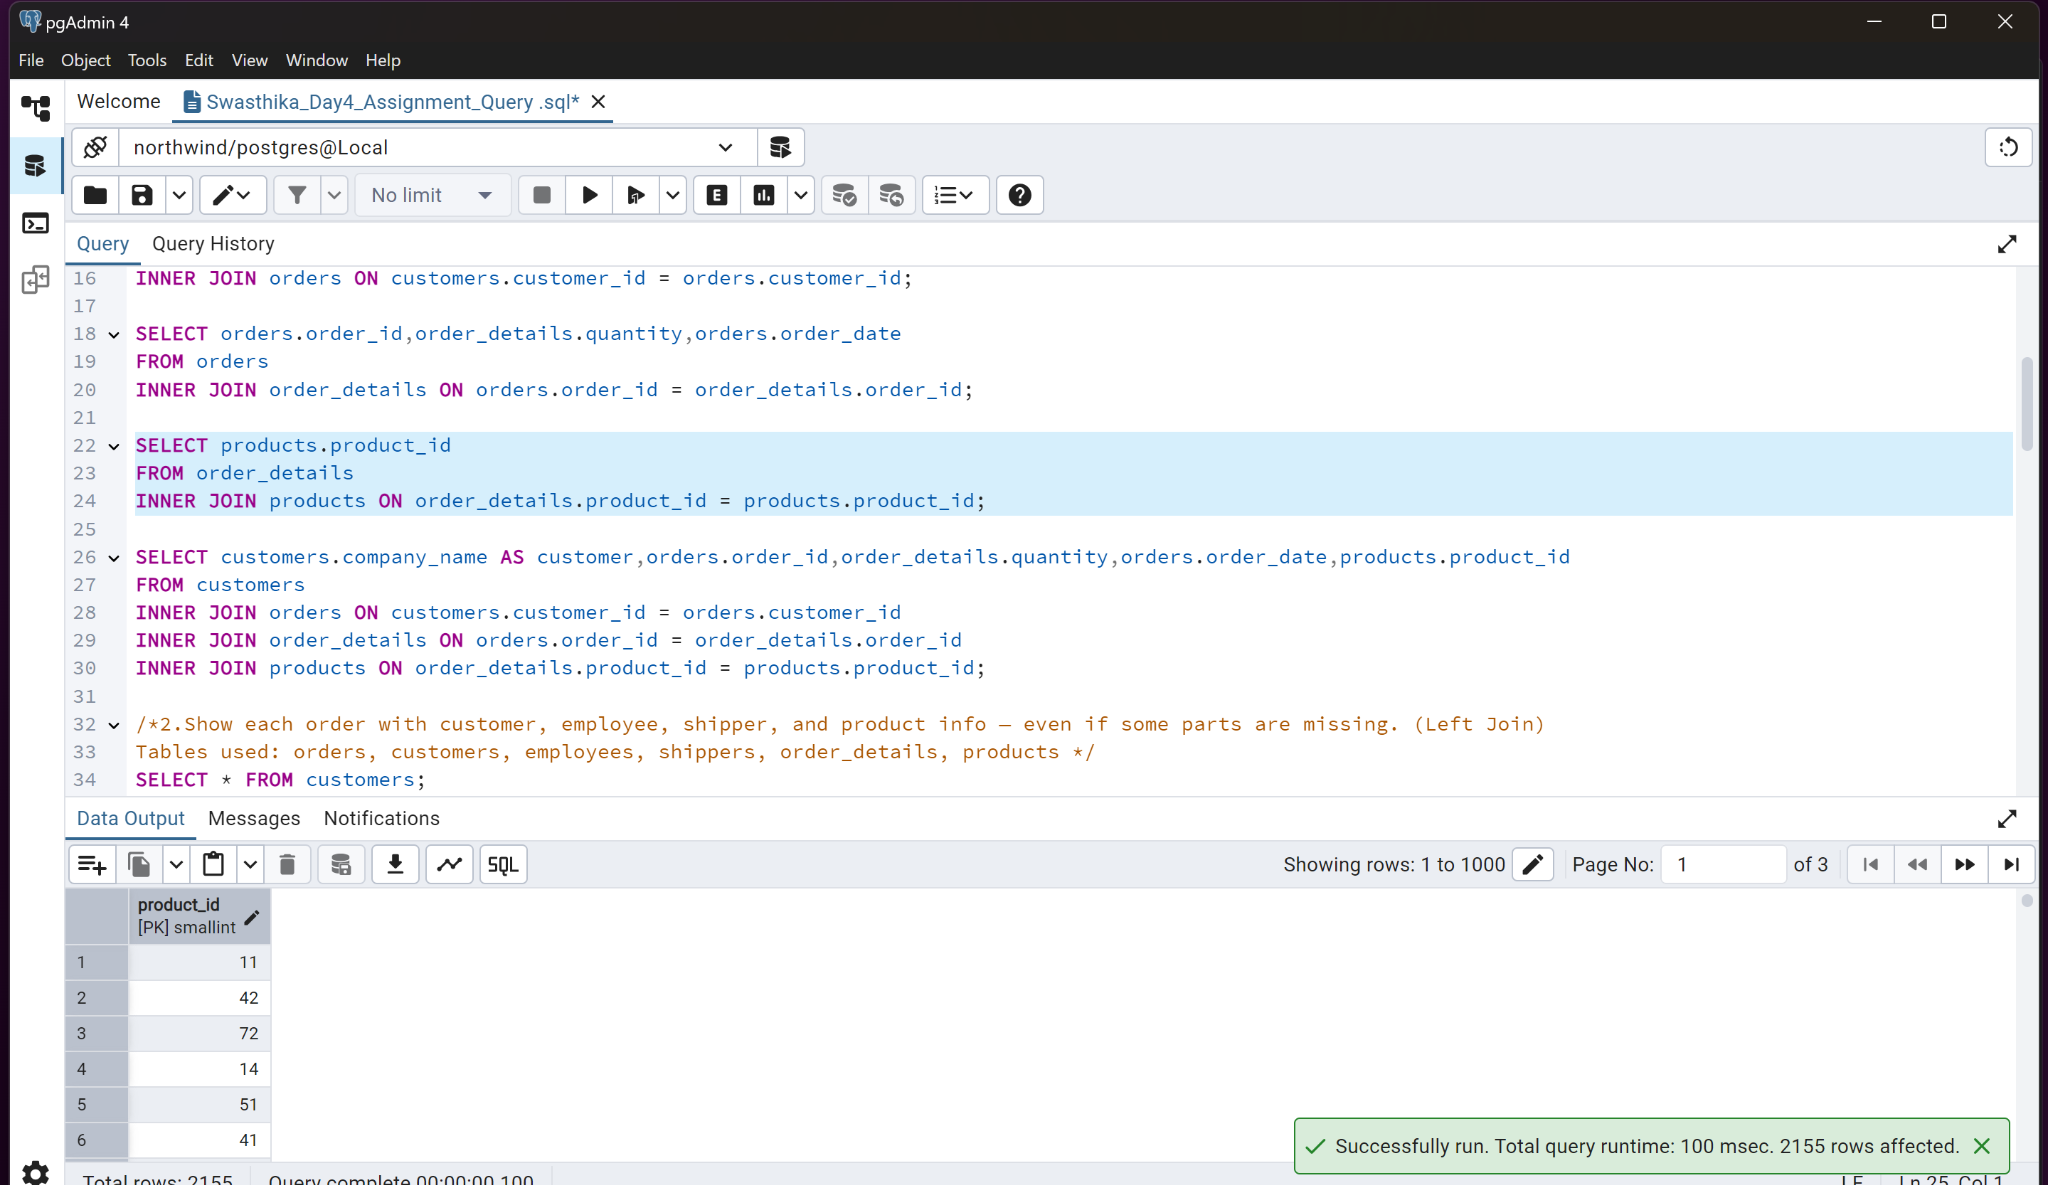 pgAdmin 4
File Object Tools Edit View Window Help
Welcome Swasthika_Day4_Assignment_Query .sql*
northwind/postgres@Local
No limit
Query Query History
16 INNER JOIN orders ON customers.customer_id = orders.customer_id;
17
18 SELECT orders.order_id,order_details.quantity,orders.order_date
19 FROM orders
20 INNER JOIN order_details ON orders.order_id = order_details.order_id;
21
22 SELECT products.product_id
23 FROM order_details
24 INNER JOIN products ON order_details.product_id = products.product_id;
25
26 SELECT customers.company_name AS customer,orders.order_id,order_details.quantity,orders.order_date,products.product_id
27 FROM customers
28 INNER JOIN orders ON customers.customer_id = orders.customer_id
29 INNER JOIN order_details ON orders.order_id = order_details.order_id
30 INNER JOIN products ON order_details.product_id = products.product_id;
31
32 /*2.Show each order with customer, employee, shipper, and product info — even if some parts are missing. (Left Join)
33 Tables used: orders, customers, employees, shippers, order_details, products */
34 SELECT * FROM customers;
Data Output Messages Notifications
SQL Showing rows: 1 to 1000 Page No: 1 of 3
product_id
[PK] smallint
1 11
2 42
3 72
4 14
5 51
6 41
Successfully run. Total query runtime: 100 msec. 2155 rows affected.
Total rows: 2155 Query complete 00:00:00.100 LF Ln 25, Col 1